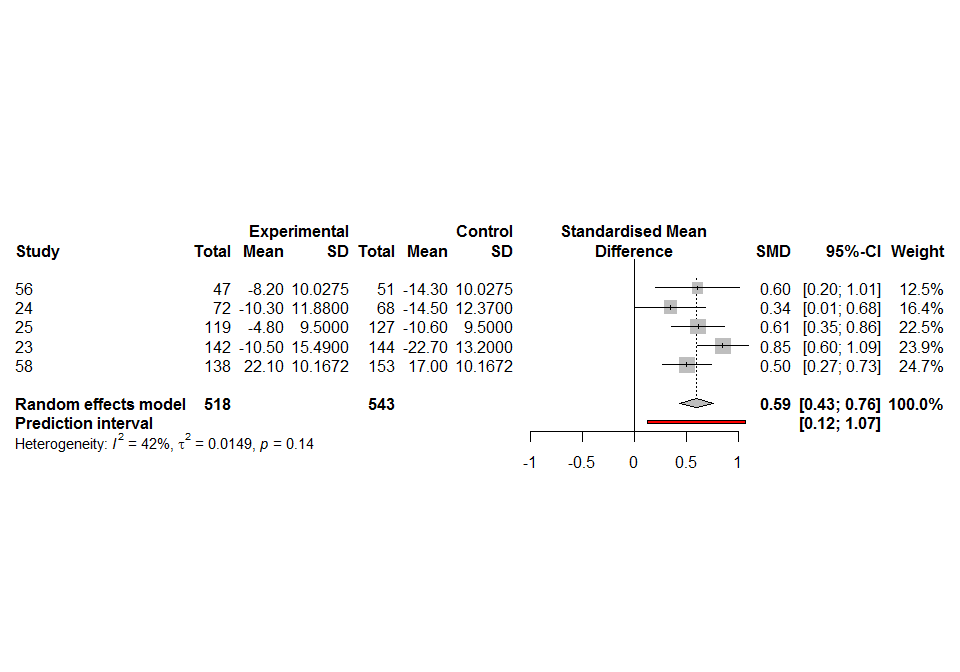 Experimental Control Standardised Mean
Study Total Mean SD Total Mean SD Difference SMD 95%-CI Weight
56 47 -8.20 10.0275 51 -14.30 10.0275 0.60 [0.20; 1.01] 12.5%
24 72 -10.30 11.8800 68 -14.50 12.3700 0.34 [0.01; 0.68] 16.4%
25 119 -4.80 9.5000 127 -10.60 9.5000 0.61 [0.35; 0.86] 22.5%
23 142 -10.50 15.4900 144 -22.70 13.2000 0.85 [0.60; 1.09] 23.9%
58 138 22.10 10.1672 153 17.00 10.1672 0.50 [0.27; 0.73] 24.7%
Random effects model 518 543 0.59 [0.43; 0.76] 100.0%
Prediction interval [0.12; 1.07]
Heterogeneity: I² = 42%, τ² = 0.0149, p = 0.14
-1 -0.5 0 0.5 1